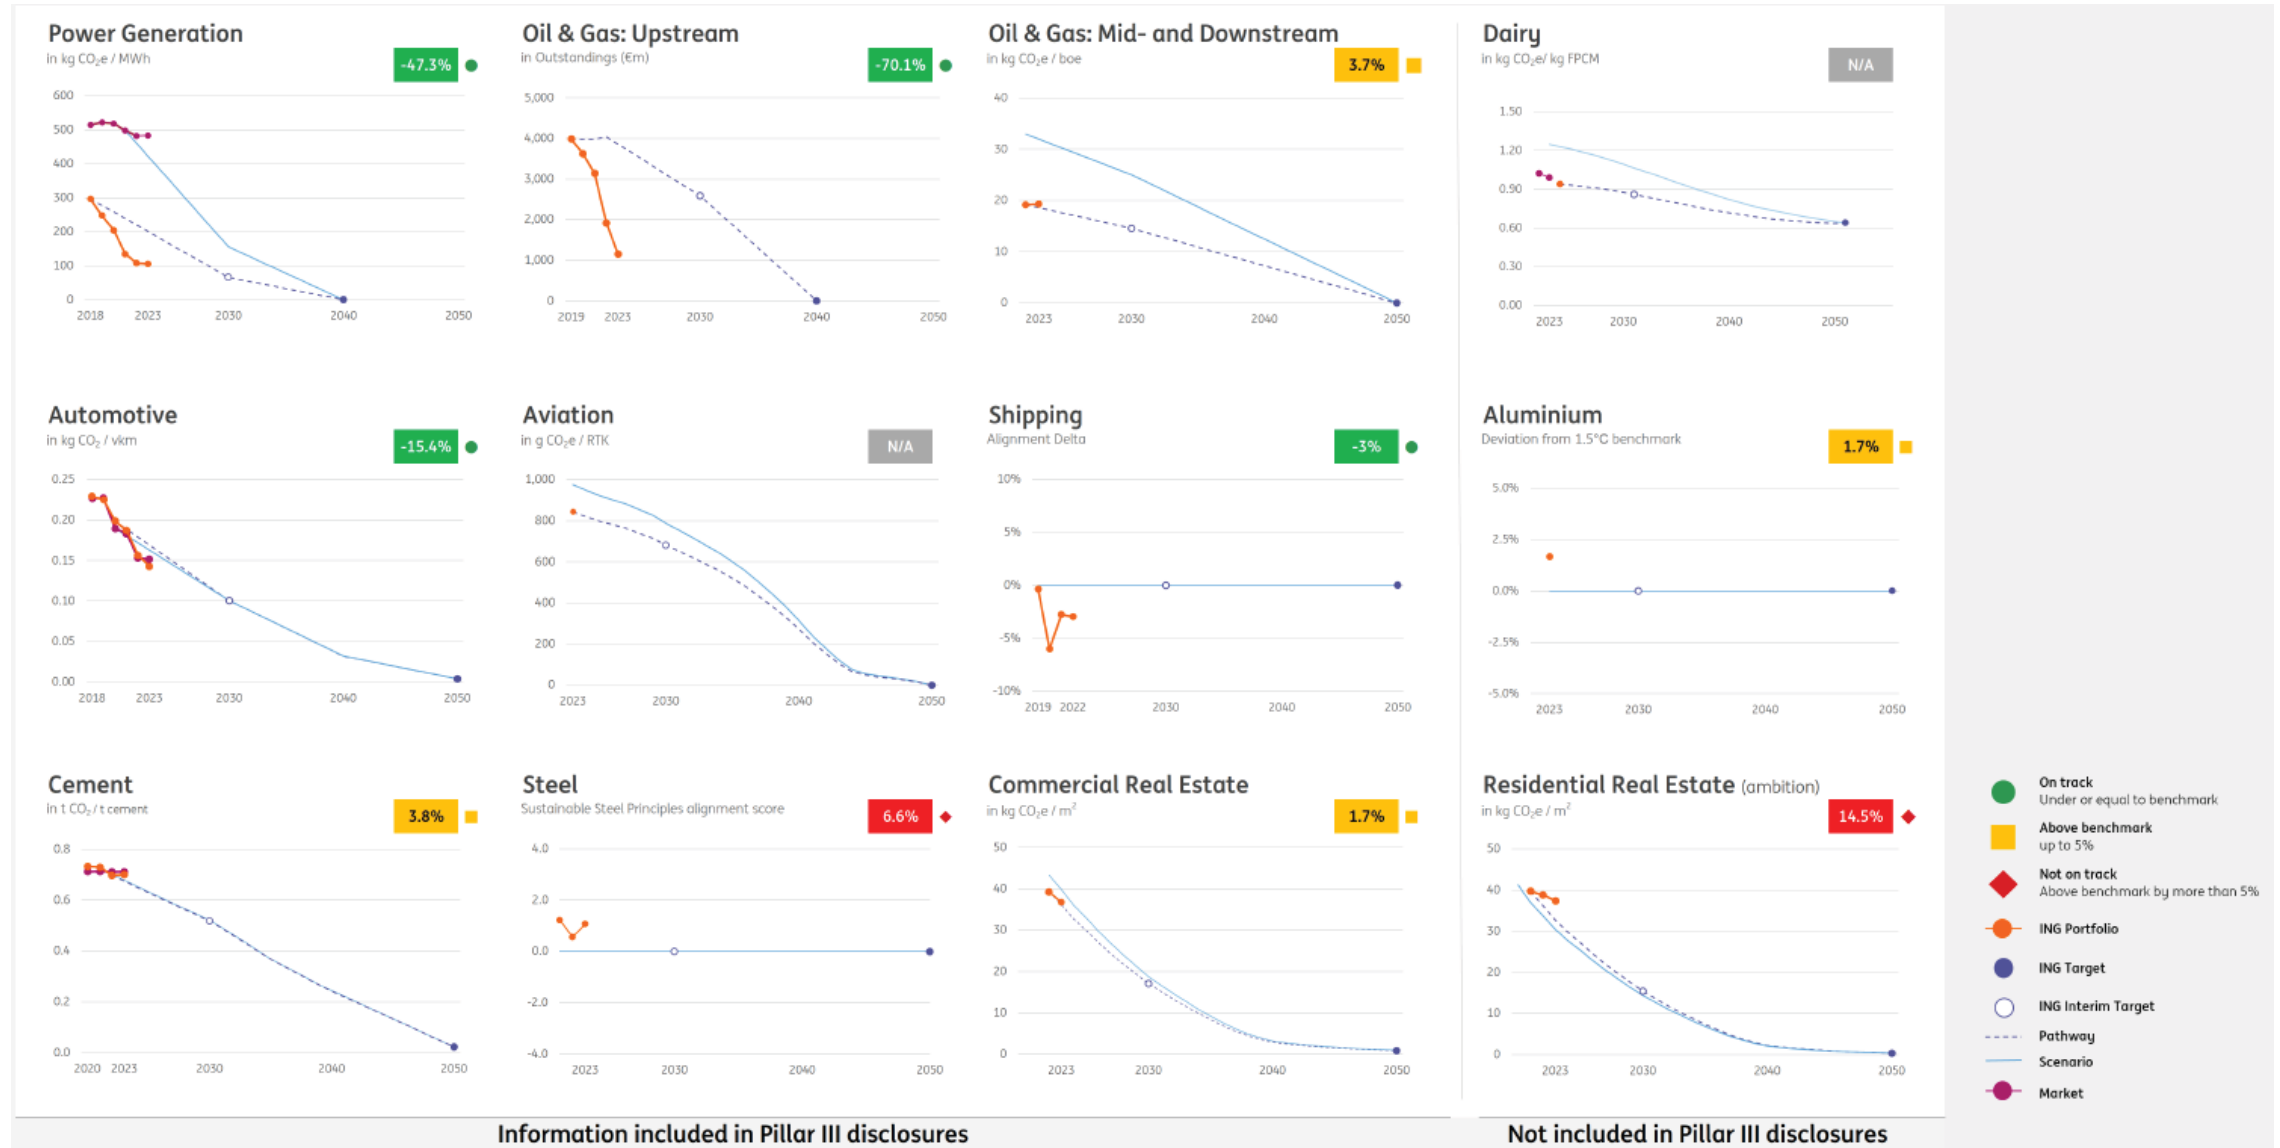 Power Generation
in kg CO₂e / MWh
-47.3%
600
500
400
300
200
100
0
2018 2023 2030 2040 2050
Oil & Gas: Upstream
in Outstandings (€m)
-70.1%
5,000
4,000
3,000
2,000
1,000
0
2019 2023 2030 2040 2050
Oil & Gas: Mid- and Downstream
in kg CO₂e / boe
3.7%
40
30
20
10
0
2023 2030 2040 2050
Dairy
in kg CO₂e/ kg FPCM
N/A
1.50
1.20
0.90
0.60
0.30
0.00
2023 2030 2040 2050
Automotive
in kg CO₂ / vkm
-15.4%
0.25
0.20
0.15
0.10
0.05
0.00
2018 2023 2030 2040 2050
Aviation
in g CO₂e / RTK
N/A
1,000
800
600
400
200
0
2023 2030 2040 2050
Shipping
Alignment Delta
-3%
10%
5%
0%
-5%
-10%
2019 2022 2030 2040 2050
Aluminium
Deviation from 1.5°C benchmark
1.7%
5.0%
2.5%
0.0%
-2.5%
-5.0%
2023 2030 2040 2050
Cement
in t CO₂ / t cement
3.8%
0.8
0.6
0.4
0.2
0.0
2020 2023 2030 2040 2050
Steel
Sustainable Steel Principles alignment score
6.6%
4.0
2.0
0.0
-2.0
-4.0
2023 2030 2040 2050
Commercial Real Estate
in kg CO₂e / m²
1.7%
50
40
30
20
10
0
2023 2030 2040 2050
Residential Real Estate (ambition)
in kg CO₂e / m²
14.5%
50
40
30
20
10
0
2023 2030 2040 2050
On track
Under or equal to benchmark
Above benchmark
up to 5%
Not on track
Above benchmark by more than 5%
ING Portfolio
ING Target
ING Interim Target
Pathway
Scenario
Market
Information included in Pillar III disclosures
Not included in Pillar III disclosures